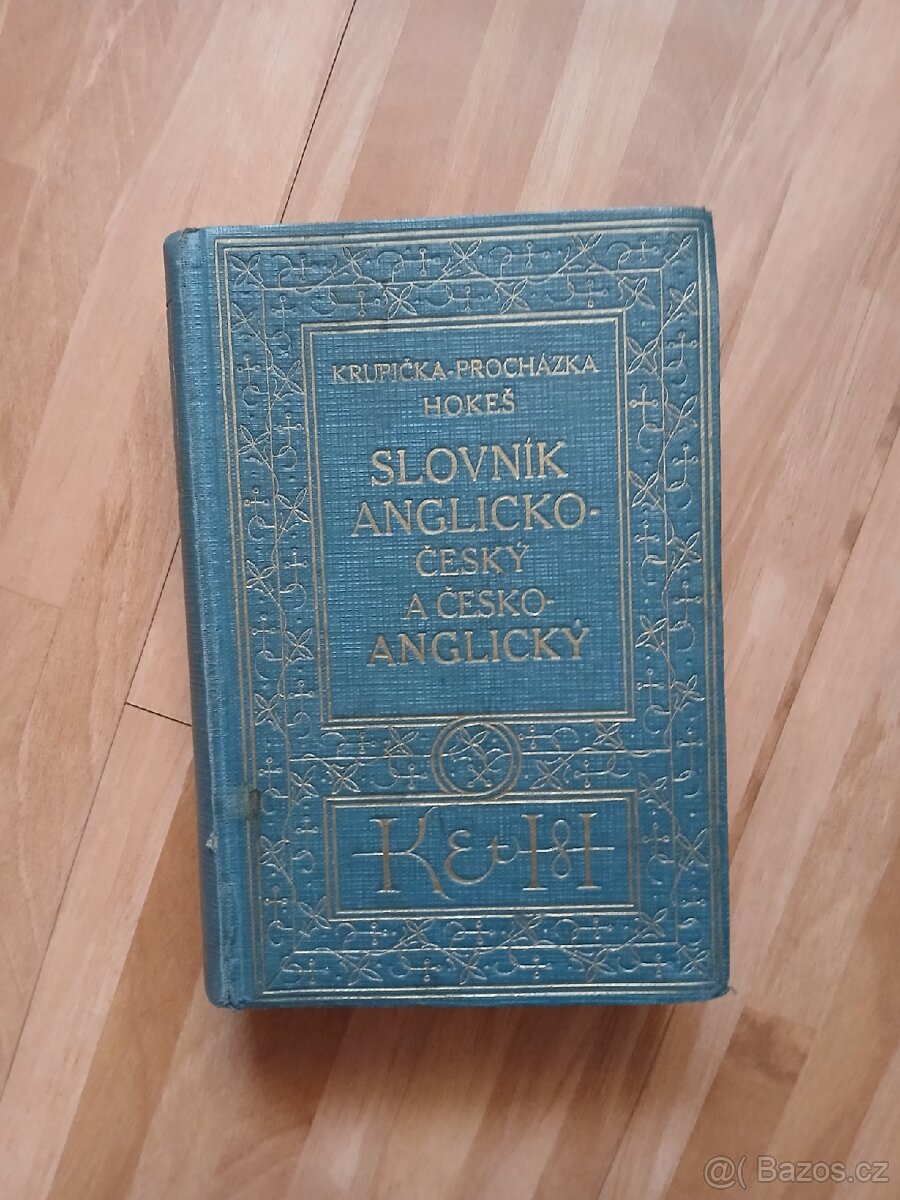 KRUPIČKA-PROCHÁZKA
HOKEŠ
SLOVNÍK
ANGLICKO-
ČESKÝ
A ČESKO-
ANGLICKÝ
K & H
@( Bazos.cz